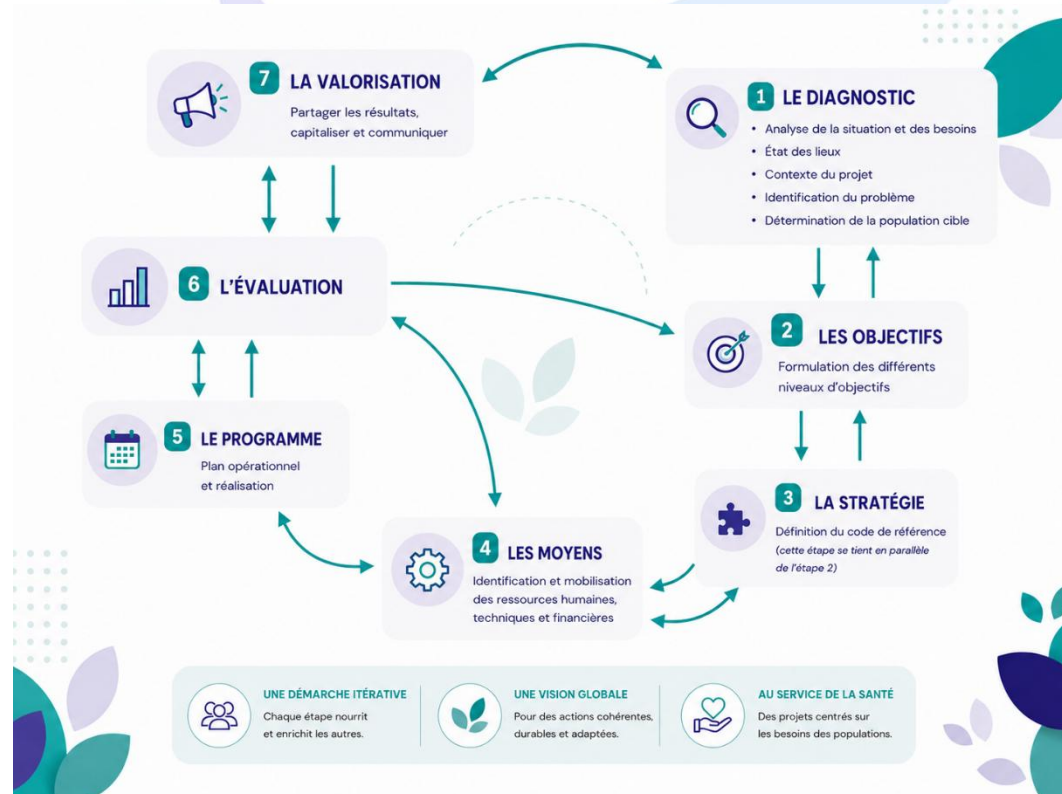 7 LA VALORISATION
Partager les résultats,
capitaliser et communiquer
1 LE DIAGNOSTIC
• Analyse de la situation et des besoins
• État des lieux
• Contexte du projet
• Identification du problème
• Détermination de la population cible
6 L'ÉVALUATION
2 LES OBJECTIFS
Formulation des différents
niveaux d'objectifs
5 LE PROGRAMME
Plan opérationnel
et réalisation
3 LA STRATÉGIE
Définition du code de référence
(cette étape se tient en parallèle
de l'étape 2)
4 LES MOYENS
Identification et mobilisation
des ressources humaines,
techniques et financières
UNE DÉMARCHE ITÉRATIVE
Chaque étape nourrit
et enrichit les autres.
UNE VISION GLOBALE
Pour des actions cohérentes,
durables et adaptées.
AU SERVICE DE LA SANTÉ
Des projets centrés sur
les besoins des populations.